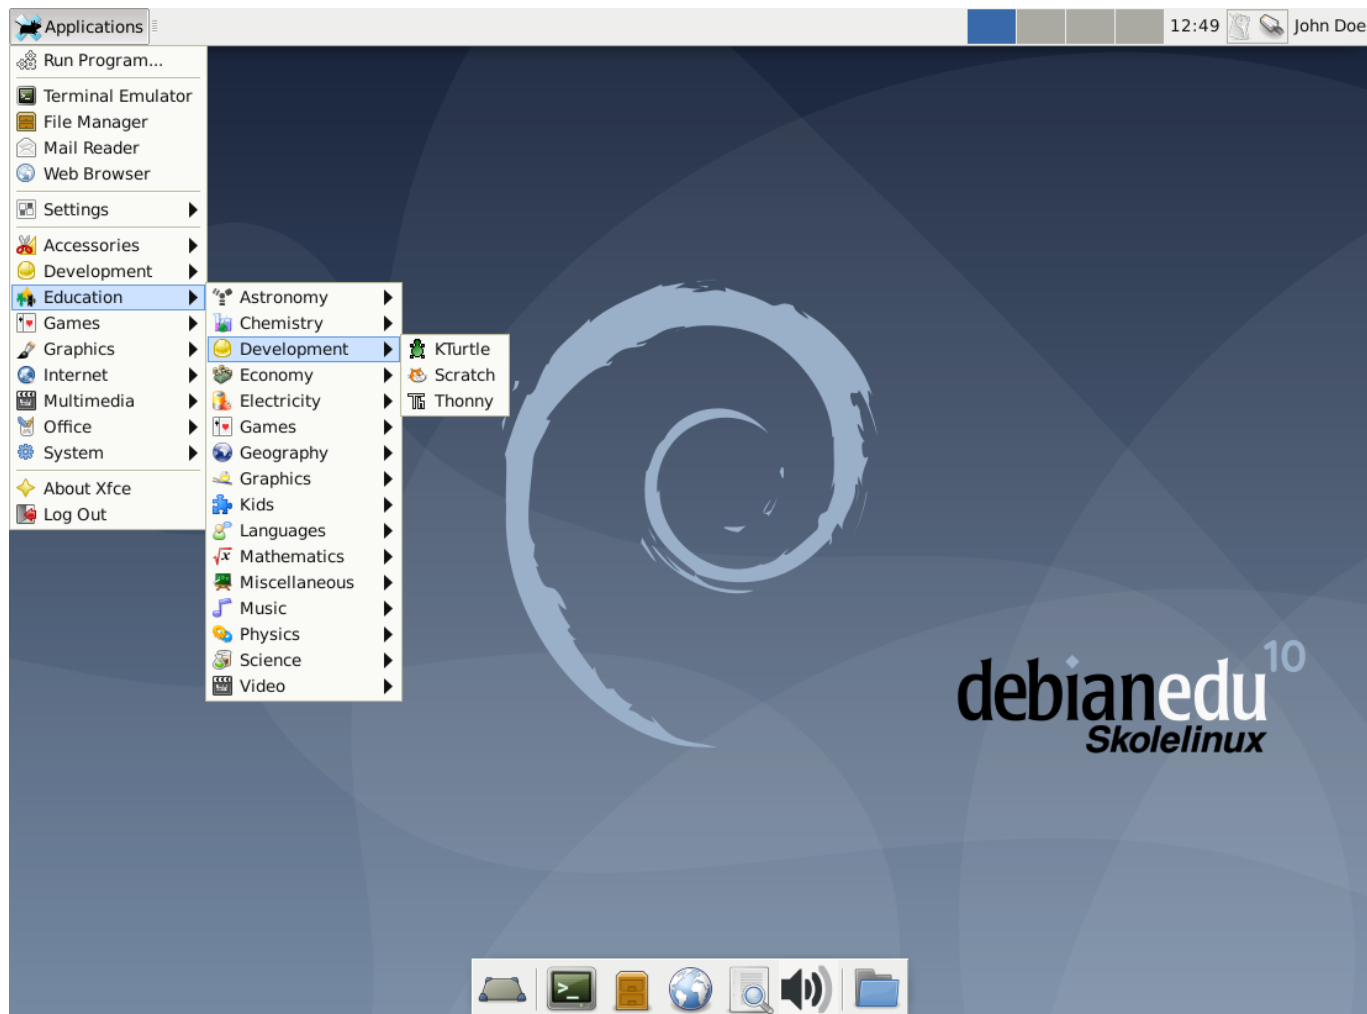 Applications
12:49
John Doe
Run Program...
Terminal Emulator
File Manager
Mail Reader
Web Browser
Settings
Accessories
Development
Education
Games
Graphics
Internet
Multimedia
Office
System
About Xfce
Log Out
Astronomy
Chemistry
Development
Economy
Electricity
Games
Geography
Graphics
Kids
Languages
Mathematics
Miscellaneous
Music
Physics
Science
Video
KTurtle
Scratch
Thonny
debianedu 10
Skolelinux